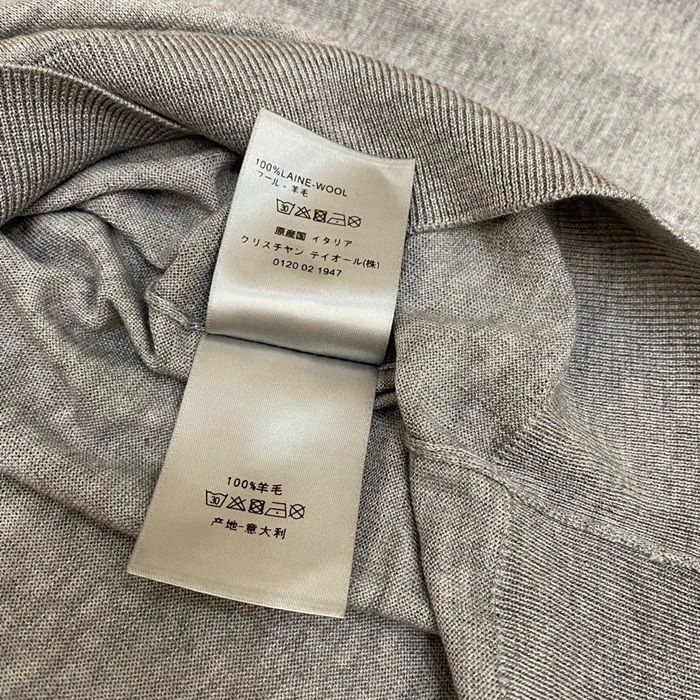 100%LAINE-WOOL
ウール・羊毛
30
原産国 イタリア
クリスチャン ディオール(株)
0120 02 1947
100%羊毛
30
产地-意大利